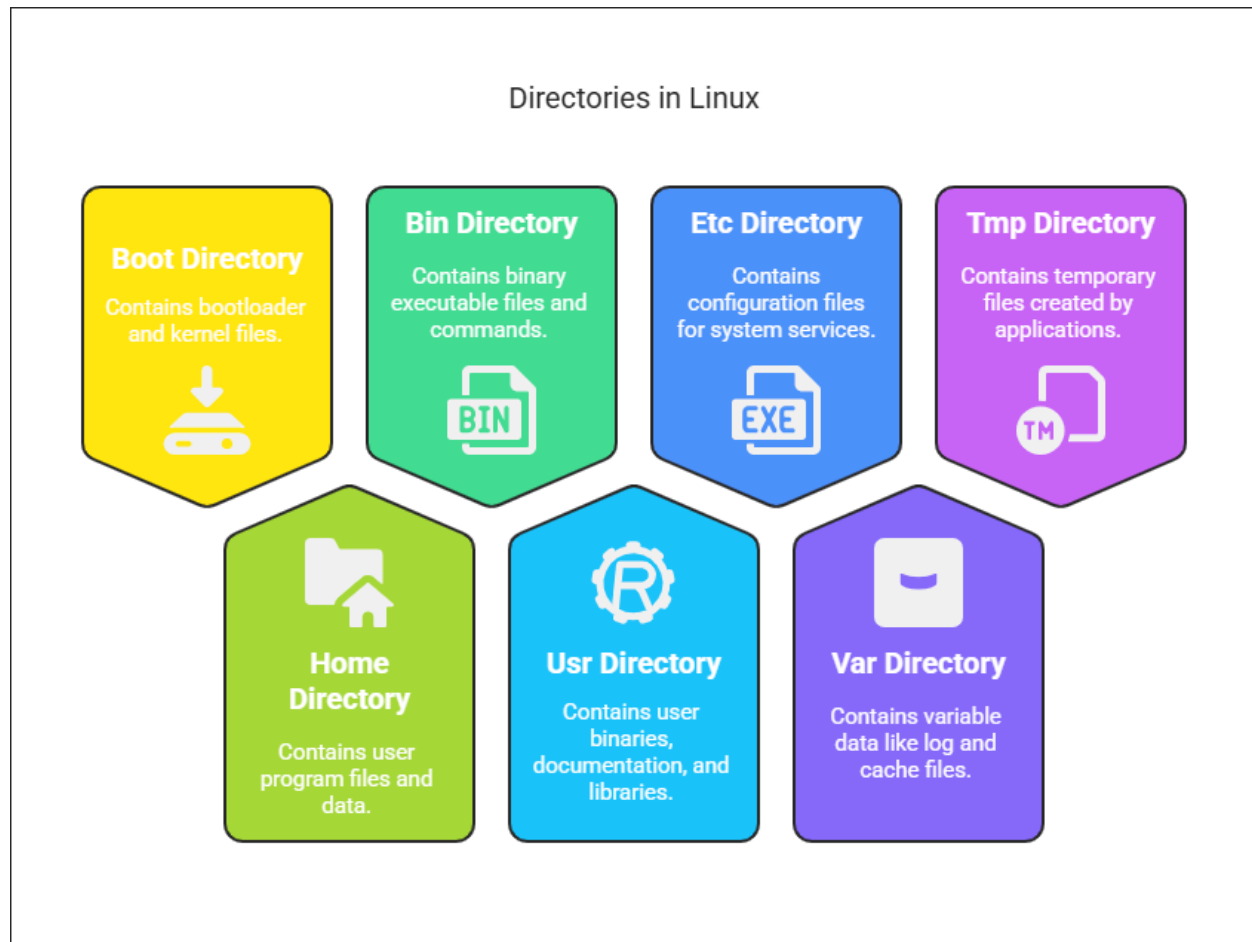 Directories in Linux
Boot Directory
Contains bootloader
and kernel files.
Bin Directory
Contains binary
executable files and
commands.
BIN
Etc Directory
Contains
configuration files
for system services.
EXE
Tmp Directory
Contains temporary
files created by
applications.
TM
Home
Directory
Contains user
program files and
data.
R
Usr Directory
Contains user
binaries,
documentation, and
libraries.
Var Directory
Contains variable
data like log and
cache files.